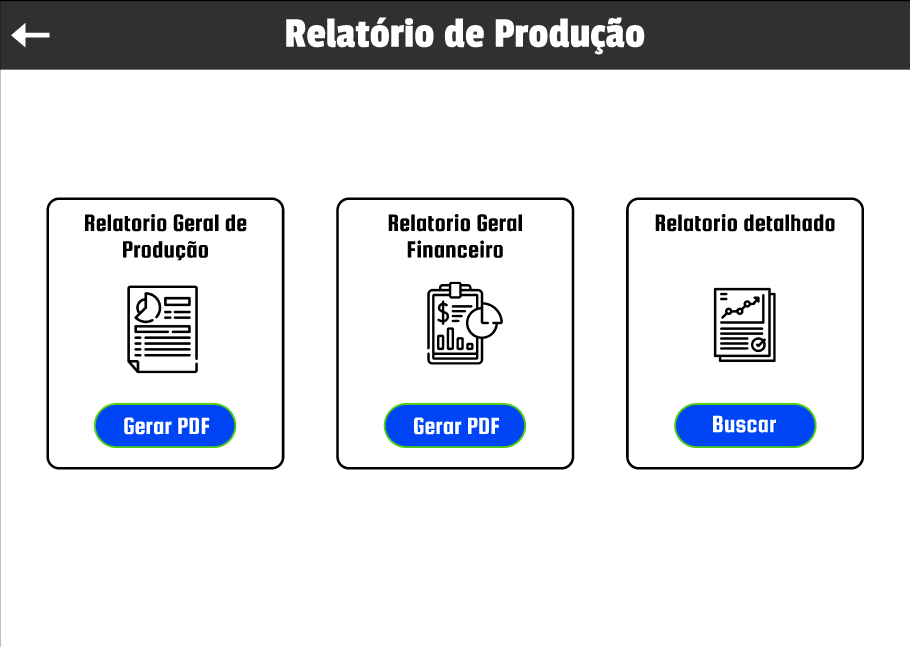 Relatório de Produção
Relatorio Geral de
Produção
Gerar PDF
Relatorio Geral
Financeiro
$
Gerar PDF
Relatorio detalhado
Buscar